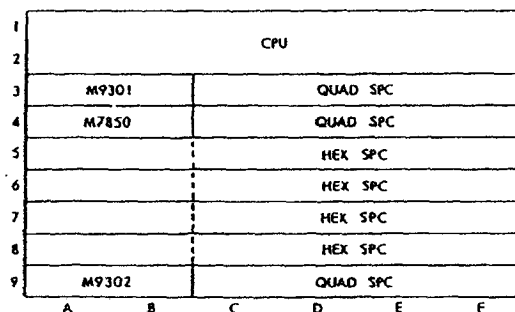 1
CPU
2
3 M9301 QUAD SPC
4 M7850 QUAD SPC
5 HEX SPC
6 HEX SPC
7 HEX SPC
8 HEX SPC
9 M9302 QUAD SPC
A B C D E F